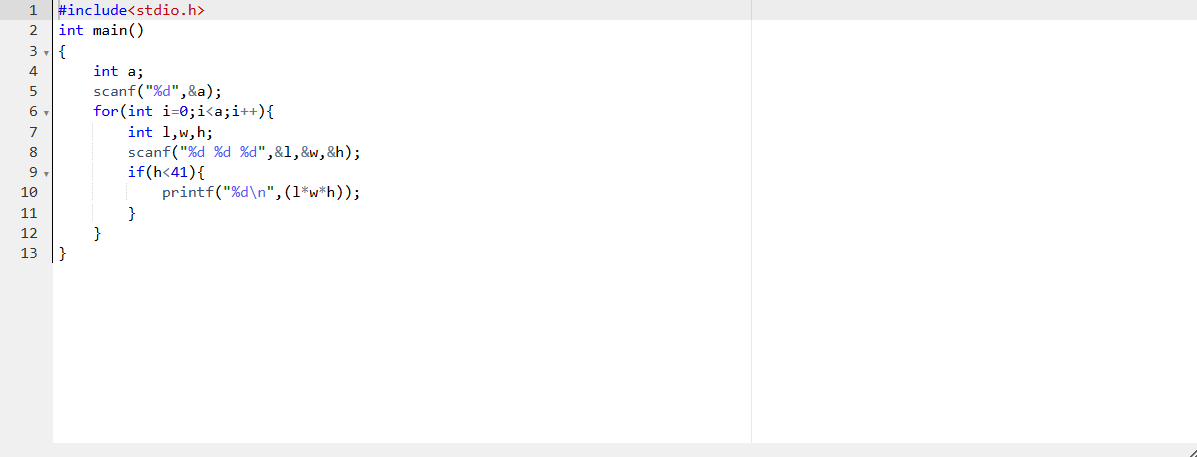 1 #include<stdio.h>
2 int main()
3 {
4     int a;
5     scanf("%d",&a);
6     for(int i=0;i<a;i++){
7         int l,w,h;
8         scanf("%d %d %d",&l,&w,&h);
9         if(h<41){
10             printf("%d\n",(l*w*h));
11         }
12     }
13 }